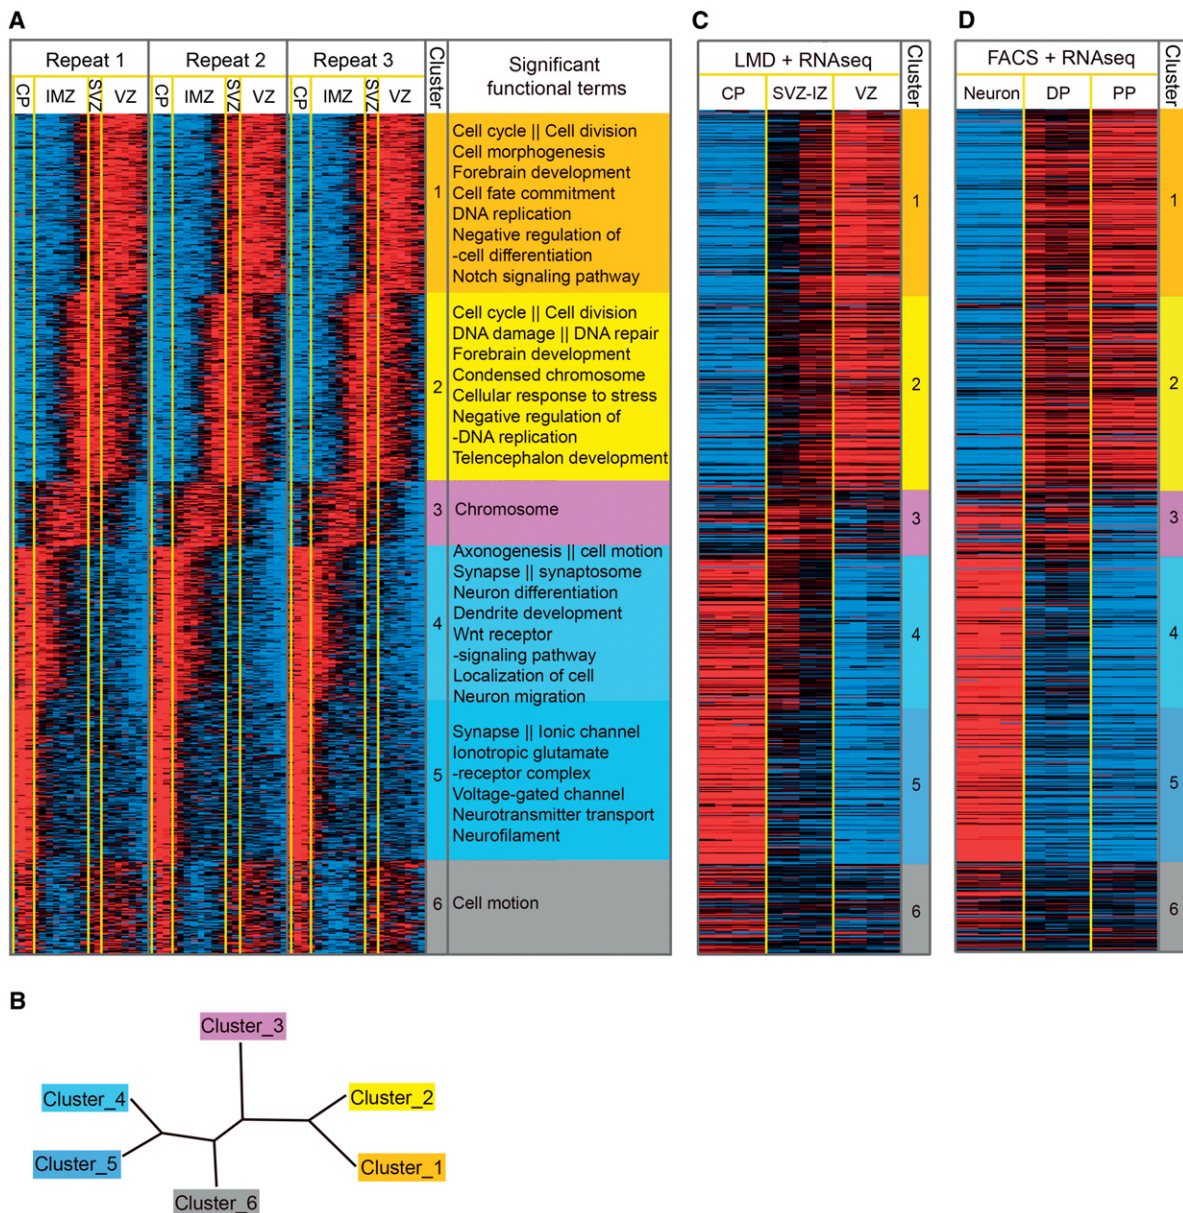 A
Repeat 1
Repeat 2
Repeat 3
Cluster
Significant
functional terms
CP
IMZ
SVZ
VZ
CP
IMZ
SVZ
VZ
CP
IMZ
SVZ
VZ
1
Cell cycle || Cell division
Cell morphogenesis
Forebrain development
Cell fate commitment
DNA replication
Negative regulation of
-cell differentiation
Notch signaling pathway
2
Cell cycle || Cell division
DNA damage || DNA repair
Forebrain development
Condensed chromosome
Cellular response to stress
Negative regulation of
-DNA replication
Telencephalon development
3
Chromosome
4
Axonogenesis || cell motion
Synapse || synaptosome
Neuron differentiation
Dendrite development
Wnt receptor
-signaling pathway
Localization of cell
Neuron migration
5
Synapse || Ionic channel
Ionotropic glutamate
-receptor complex
Voltage-gated channel
Neurotransmitter transport
Neurofilament
6
Cell motion
C
LMD + RNAseq
Cluster
CP
SVZ-IZ
VZ
1
2
3
4
5
6
D
FACS + RNAseq
Cluster
Neuron
DP
PP
1
2
3
4
5
6
B
Cluster_3
Cluster_4
Cluster_2
Cluster_5
Cluster_1
Cluster_6